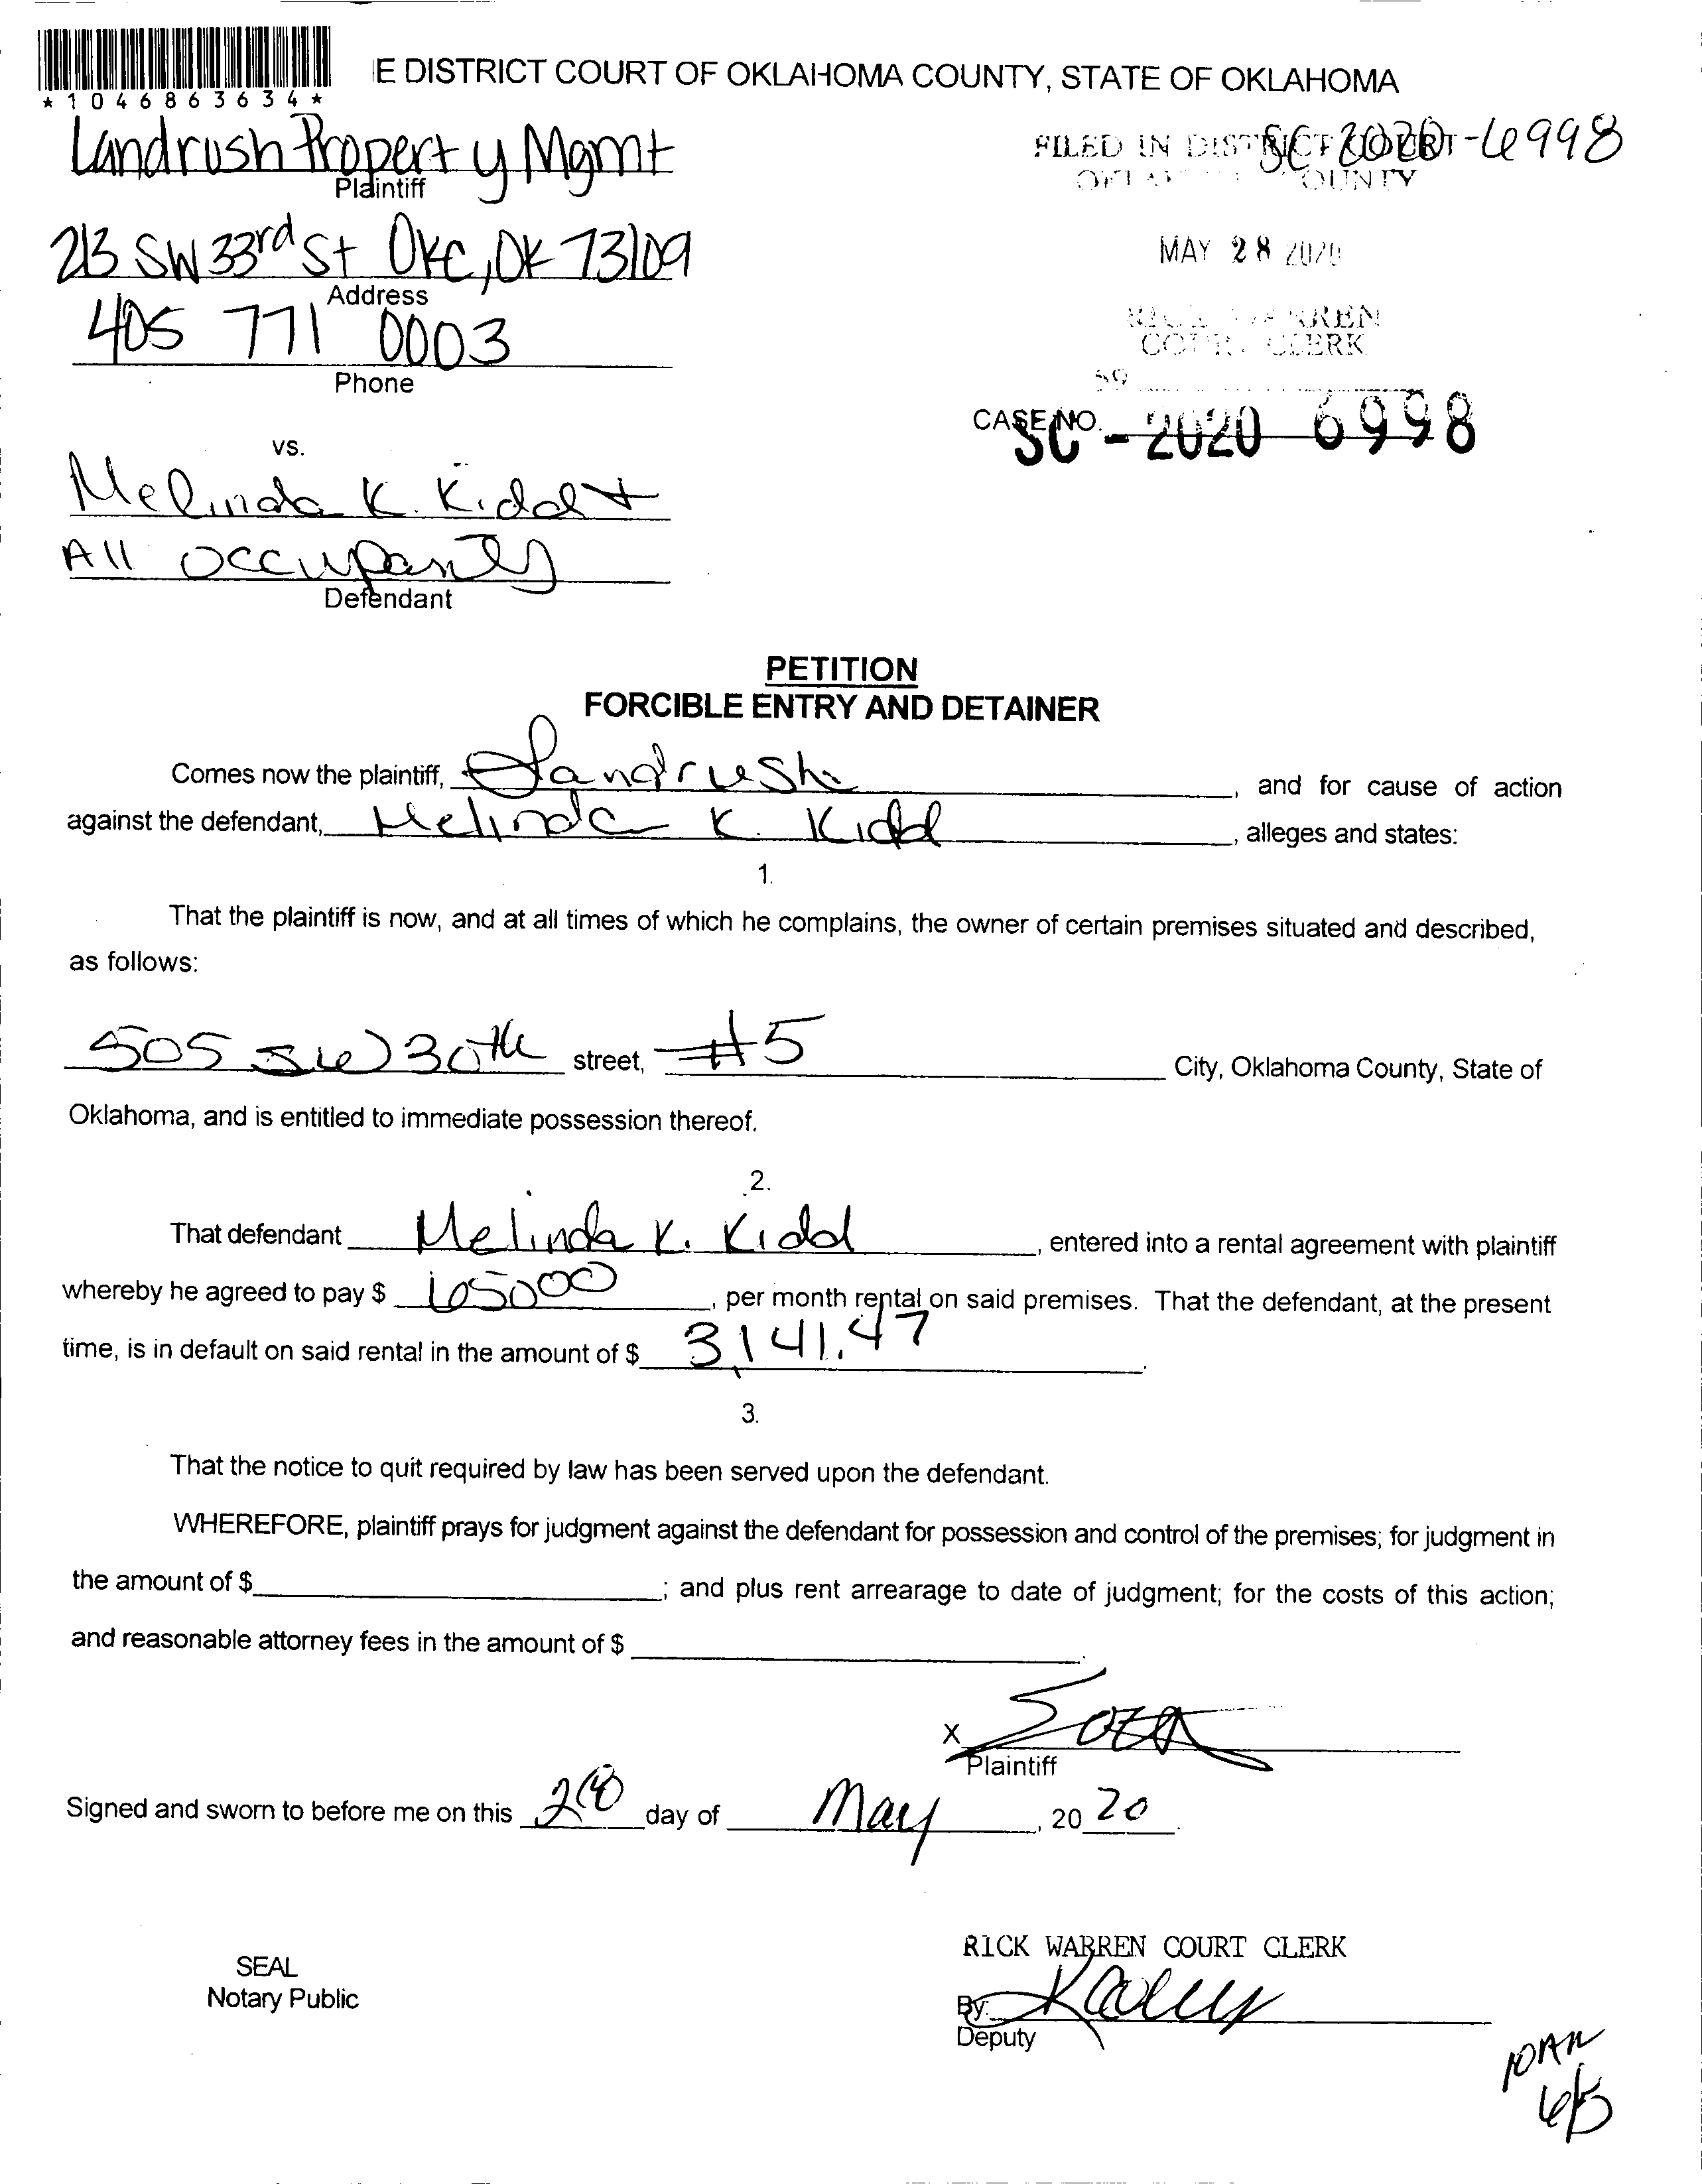 *1046863634*
E DISTRICT COURT OF OKLAHOMA COUNTY, STATE OF OKLAHOMA
Landrush Property Mgmt
Plaintiff
SC-2020-6998
FILED IN DISTRICT COURT
COUNTY
213 SW 33rd St OKC, OK 73109
Address
MAY 28 2020
405 771 0003
Phone
RICK WARREN
COURT CLERK
CASE NO.
SC - 2020 6998
vs.
Melinda K. Kidd +
All Occupants
Defendant
PETITION
FORCIBLE ENTRY AND DETAINER
Comes now the plaintiff, Landrush, and for cause of action
against the defendant, Melinda K. Kidd, alleges and states:
1.
That the plaintiff is now, and at all times of which he complains, the owner of certain premises situated and described,
as follows:
505 SW 30th street, #5 City, Oklahoma County, State of
Oklahoma, and is entitled to immediate possession thereof.
2.
That defendant Melinda K. Kidd, entered into a rental agreement with plaintiff
whereby he agreed to pay $ 650 00, per month rental on said premises. That the defendant, at the present
time, is in default on said rental in the amount of $ 3,141.47.
3.
That the notice to quit required by law has been served upon the defendant.
WHEREFORE, plaintiff prays for judgment against the defendant for possession and control of the premises; for judgment in
the amount of $ ; and plus rent arrearage to date of judgment; for the costs of this action;
and reasonable attorney fees in the amount of $ .
X
Plaintiff
Signed and sworn to before me on this 28 day of May, 20 20.
RICK WARREN COURT CLERK
SEAL
Notary Public
By:
Deputy
10AM
6/5